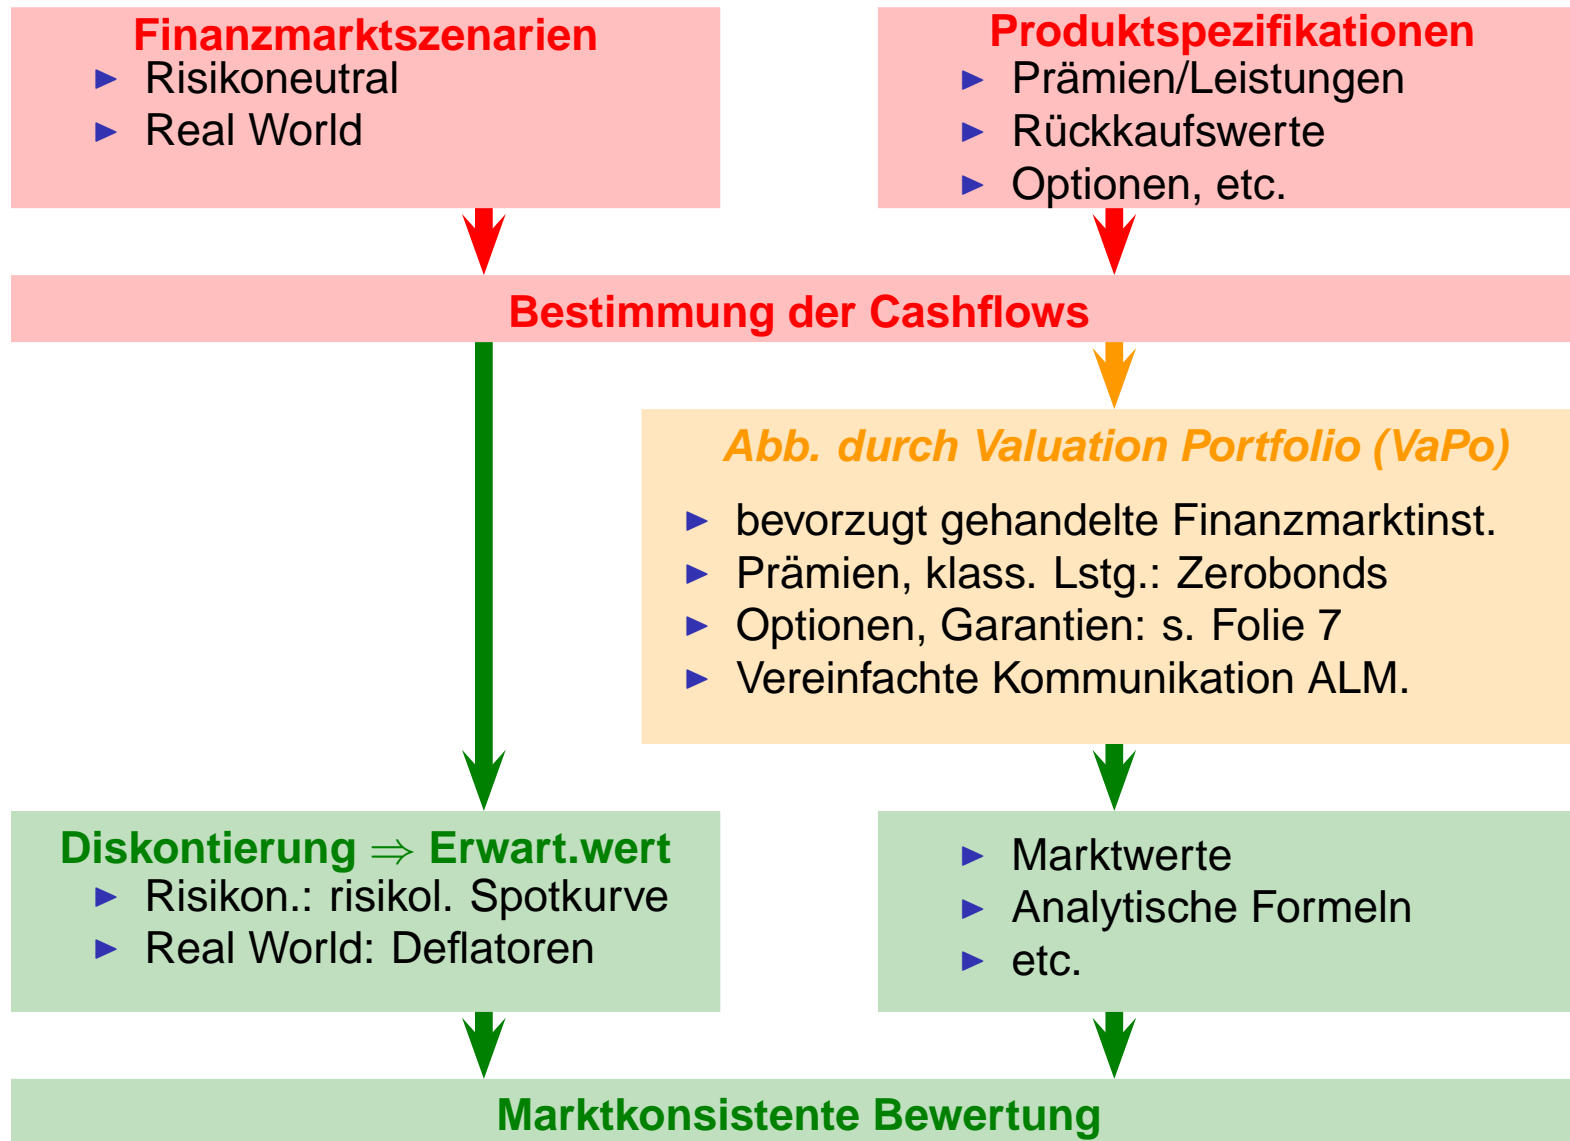 Finanzmarktszenarien
► Risikoneutral
► Real World
Produktspezifikationen
► Prämien/Leistungen
► Rückkaufswerte
► Optionen, etc.
Bestimmung der Cashflows
Abb. durch Valuation Portfolio (VaPo)
► bevorzugt gehandelte Finanzmarktinst.
► Prämien, klass. Lstg.: Zerobonds
► Optionen, Garantien: s. Folie 7
► Vereinfachte Kommunikation ALM.
Diskontierung ⇒ Erwart.wert
► Risikon.: risikol. Spotkurve
► Real World: Deflatoren
► Marktwerte
► Analytische Formeln
► etc.
Marktkonsistente Bewertung